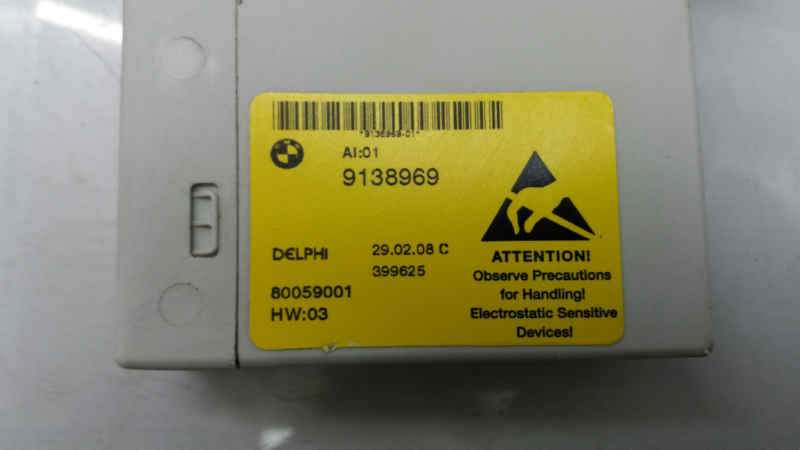 *9138969-01*
AI:01
9138969
DELPHI
29.02.08 C
399625
80059001
HW:03
ATTENTION!
Observe Precautions
for Handling!
Electrostatic Sensitive
Devices!